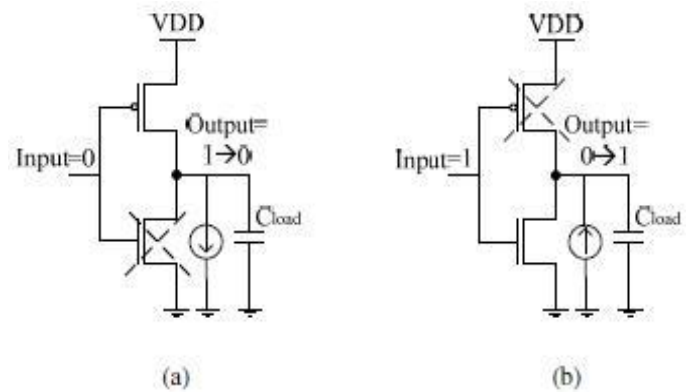 VDD
Output=
1→0
Input=0
Cload
(a)
VDD
Output=
0→1
Input=1
Cload
(b)